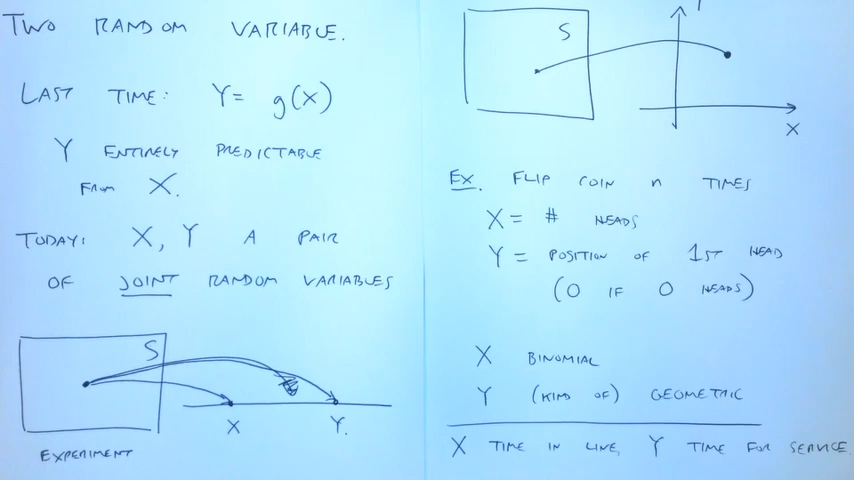 TWO RANDOM VARIABLE.
LAST TIME: Y = g(X)
Y ENTIRELY PREDICTABLE
FROM X.
TODAY: X, Y A PAIR
OF JOINT RANDOM VARIABLES
S
X Y.
EXPERIMENT
S
X
EX. FLIP COIN n TIMES
X = # HEADS
Y = POSITION OF 1ST HEAD
(0 IF 0 HEADS)
X BINOMIAL
Y (KIND OF) GEOMETRIC
X TIME IN LINE, Y TIME FOR SERVICE.